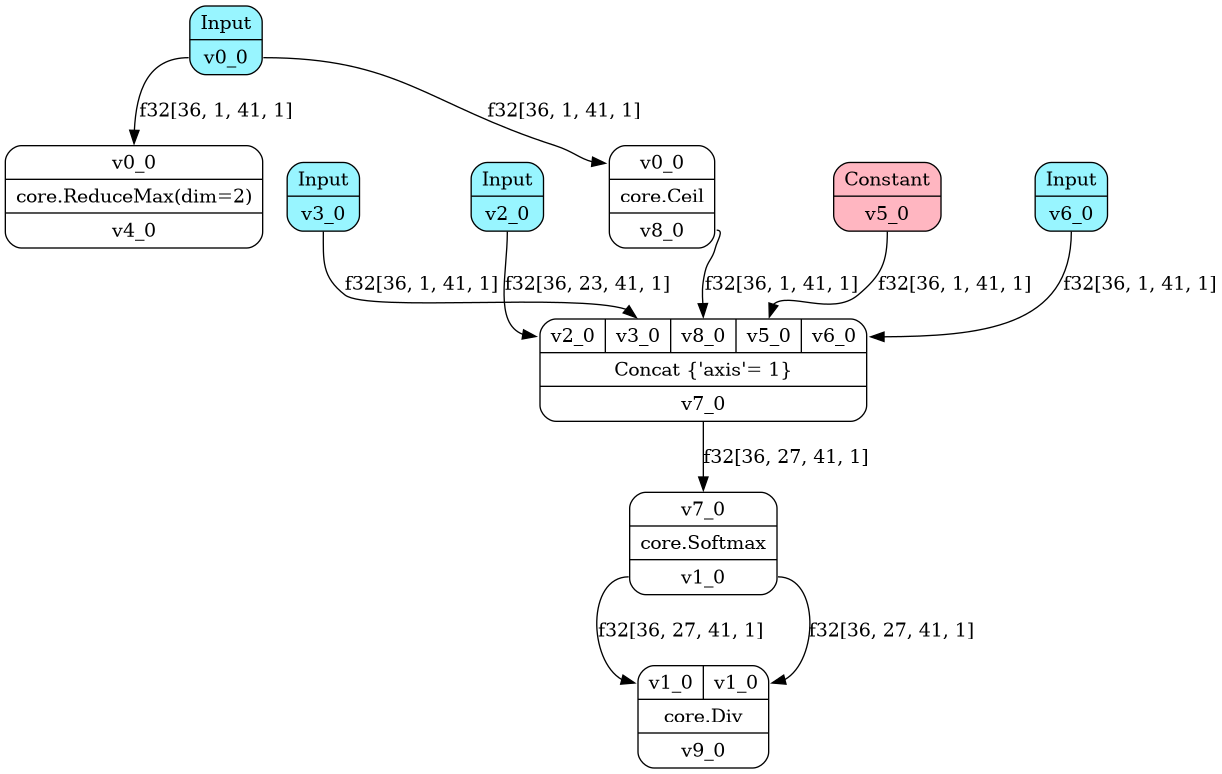 Input
v0_0
f32[36, 1, 41, 1]
f32[36, 1, 41, 1]
v0_0
core.ReduceMax(dim=2)
v4_0
Input
v3_0
Input
v2_0
v0_0
core.Ceil
v8_0
Constant
v5_0
Input
v6_0
f32[36, 1, 41, 1]
f32[36, 23, 41, 1]
f32[36, 1, 41, 1]
f32[36, 1, 41, 1]
f32[36, 1, 41, 1]
v2_0 v3_0 v8_0 v5_0 v6_0
Concat {'axis'= 1}
v7_0
f32[36, 27, 41, 1]
v7_0
core.Softmax
v1_0
f32[36, 27, 41, 1]
f32[36, 27, 41, 1]
v1_0 v1_0
core.Div
v9_0